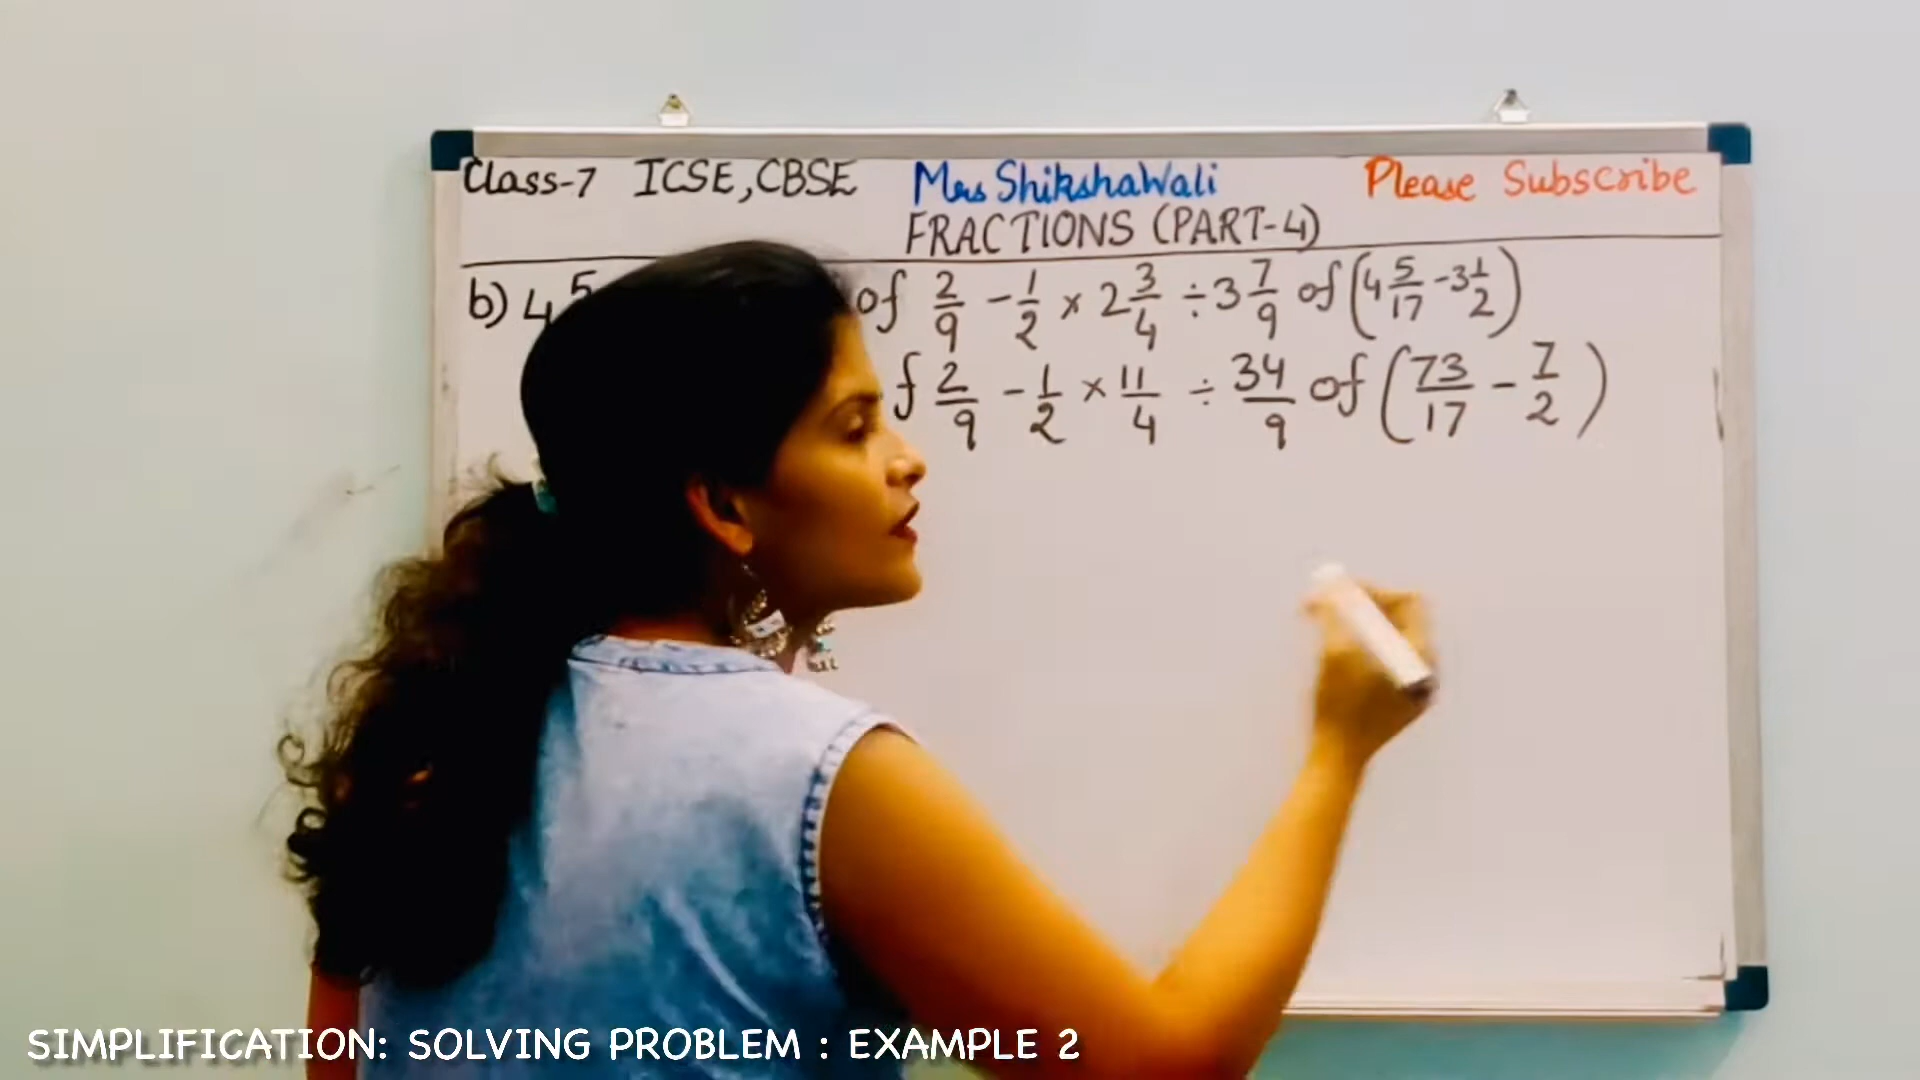 Class-7 ICSE, CBSE Mrs ShikshaWali Please Subscribe
FRACTIONS (PART-4)
b) 4 5 of 2/9 - 1/2 × 2 3/4 ÷ 3 7/9 of (4 5/17 - 3 1/2)
f 2/9 - 1/2 × 11/4 ÷ 34/9 of (73/17 - 7/2)
SIMPLIFICATION: SOLVING PROBLEM : EXAMPLE 2